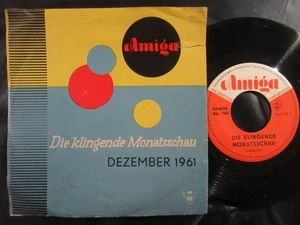 Amiga
Die klingende Monatsschau
DEZEMBER 1961
Amiga
DIE KLINGENDE
MONATSSCHAU